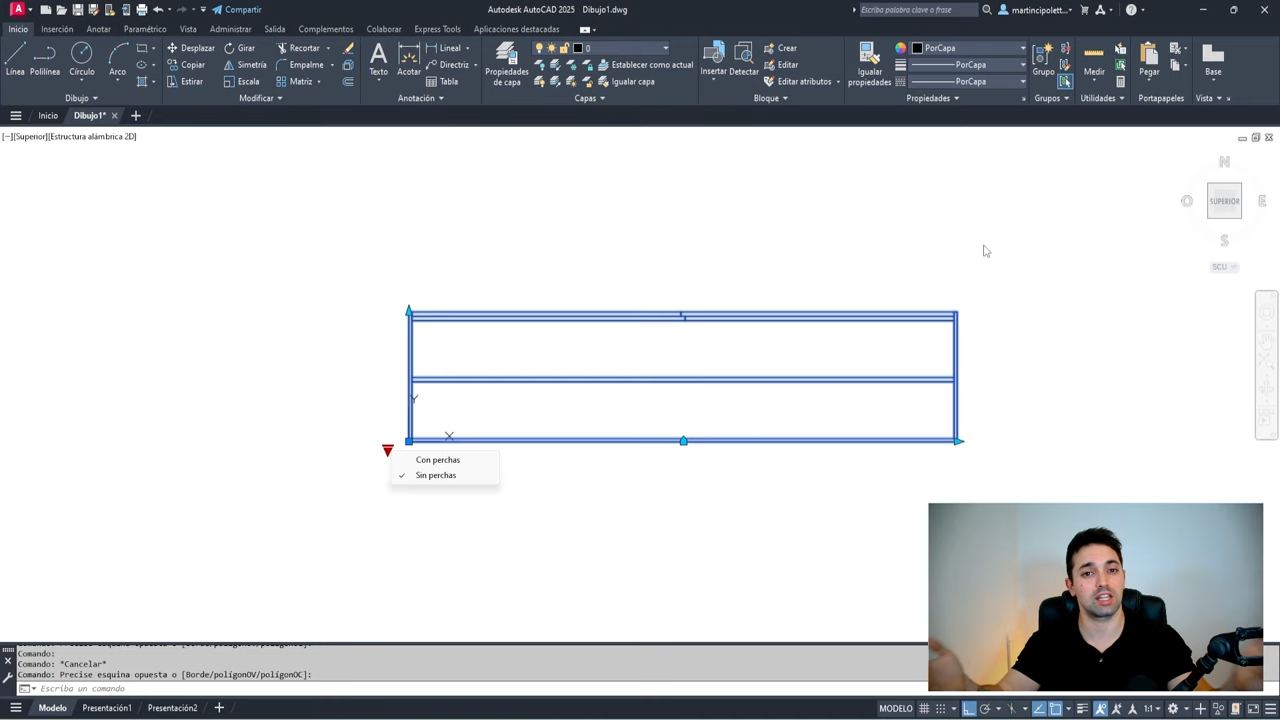 Compartir
Autodesk AutoCAD 2025 Dibujo1.dwg
Escriba palabra clave o frase
martincipolett...
Inicio Inserción Anotar Paramétrico Vista Administrar Salida Complementos Colaborar Express Tools Aplicaciones destacadas
Línea Polilínea Círculo Arco
Desplazar Girar Recortar
Copiar Simetría Empalme
Estirar Escala Matriz
Texto Acotar
Lineal
Directriz
Tabla
Propiedades de capa
0
Establecer como actual
Igualar capa
Insertar Detectar
Crear
Editar
Editar atributos
Igualar propiedades
PorCapa
PorCapa
PorCapa
Grupo Medir Pegar Base
Dibujo Modificar Anotación Capas Bloque Propiedades Grupos Utilidades Portapapeles Vista
Inicio Dibujo1*
[−][Superior][Estructura alámbrica 2D]
N
O SUPERIOR E
S
SCU
Y
X
Con perchas
Sin perchas
Comando:
Comando: *Cancelar*
Comando: Precise esquina opuesta o [Borde/polígonOV/polígonOC]:
Escriba un comando
Modelo Presentación1 Presentación2
MODELO 1:1